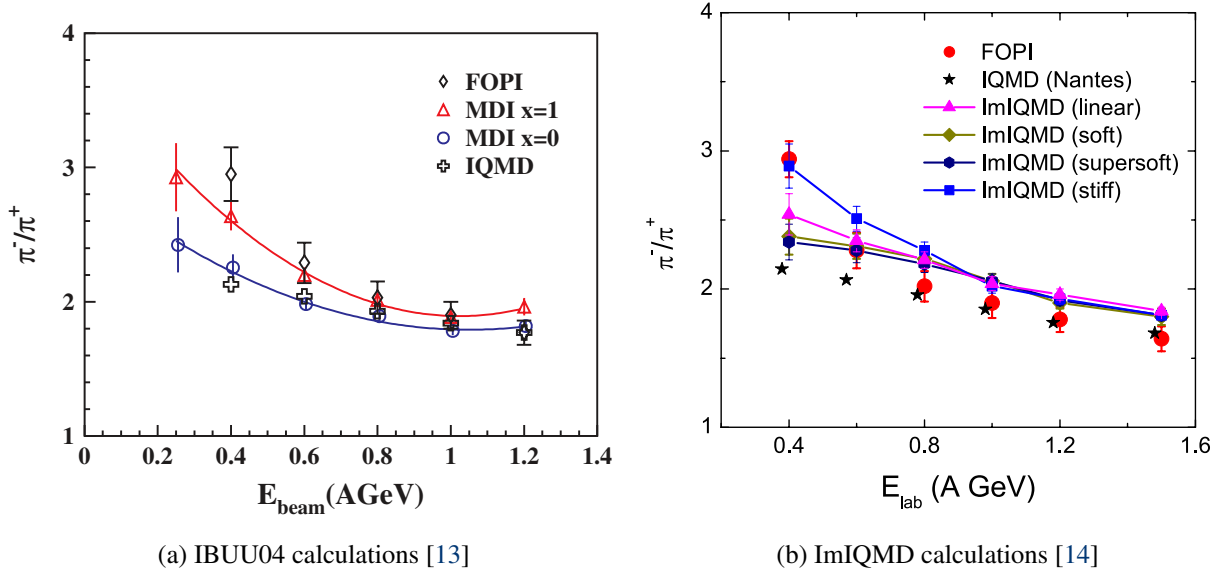 4
3
2
1
0
0.2
0.4
0.6
0.8
1
1.2
1.4
π⁻/π⁺
E_beam(AGeV)
FOPI
MDI x=1
MDI x=0
IQMD
(a) IBUU04 calculations [13]
4
3
2
1
0.4
0.8
1.2
1.6
π⁻/π⁺
E_lab (A GeV)
FOPI
IQMD (Nantes)
ImIQMD (linear)
ImIQMD (soft)
ImIQMD (supersoft)
ImIQMD (stiff)
(b) ImIQMD calculations [14]